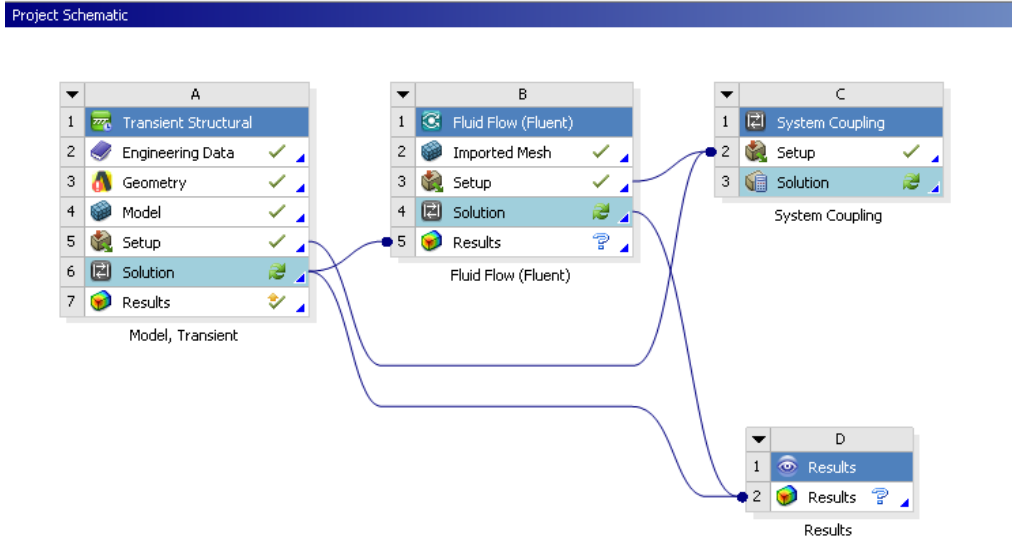 Project Schematic
A
1 Transient Structural
2 Engineering Data
3 Geometry
4 Model
5 Setup
6 Solution
7 Results
Model, Transient
B
1 Fluid Flow (Fluent)
2 Imported Mesh
3 Setup
4 Solution
5 Results
Fluid Flow (Fluent)
C
1 System Coupling
2 Setup
3 Solution
System Coupling
D
1 Results
2 Results
Results